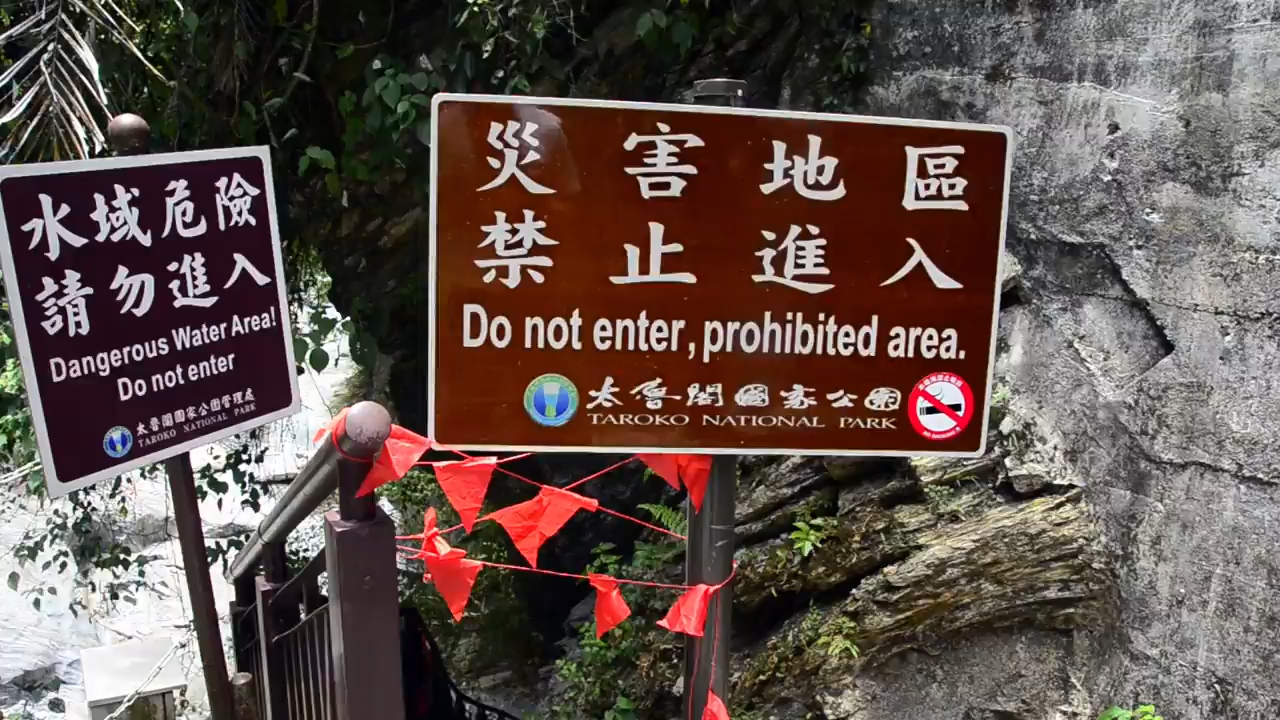 水域危險
請勿進入
Dangerous Water Area!
Do not enter
太魯閣國家公園管理處
TAROKO NATIONAL PARK
災害地區
禁止進入
Do not enter, prohibited area.
太魯閣國家公園
TAROKO NATIONAL PARK